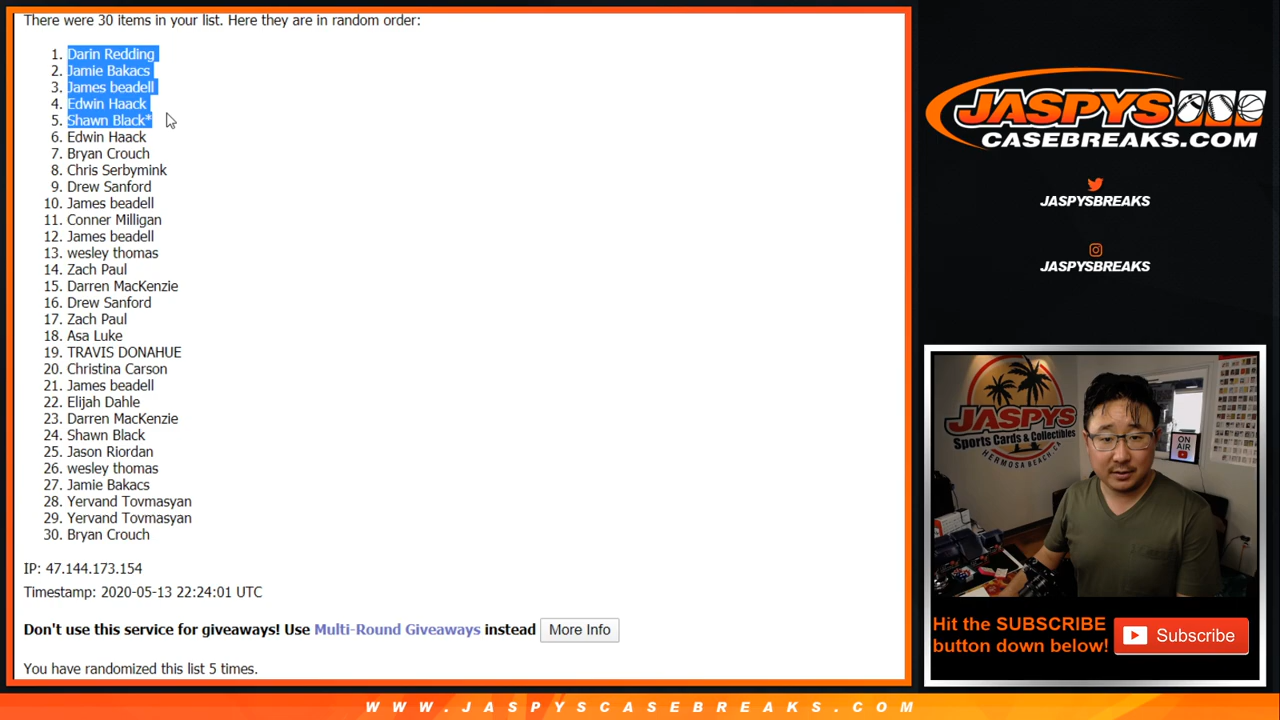 There were 30 items in your list. Here they are in random order:
1. Darin Redding
2. Jamie Bakacs
3. James beadell
4. Edwin Haack
5. Shawn Black*
6. Edwin Haack
7. Bryan Crouch
8. Chris Serbymink
9. Drew Sanford
10. James beadell
11. Conner Milligan
12. James beadell
13. wesley thomas
14. Zach Paul
15. Darren MacKenzie
16. Drew Sanford
17. Zach Paul
18. Asa Luke
19. TRAVIS DONAHUE
20. Christina Carson
21. James beadell
22. Elijah Dahle
23. Darren MacKenzie
24. Shawn Black
25. Jason Riordan
26. wesley thomas
27. Jamie Bakacs
28. Yervand Tovmasyan
29. Yervand Tovmasyan
30. Bryan Crouch
IP: 47.144.173.154
Timestamp: 2020-05-13 22:24:01 UTC
Don't use this service for giveaways! Use Multi-Round Giveaways instead More Info
You have randomized this list 5 times.
JASPYS
CASEBREAKS.COM
JASPYSBREAKS
JASPYSBREAKS
JASPYS
Sports Cards & Collectibles
HERMOSA BEACH, CA
ON
AIR
Hit the SUBSCRIBE
button down below!
Subscribe
WWW.JASPYSCASEBREAKS.COM